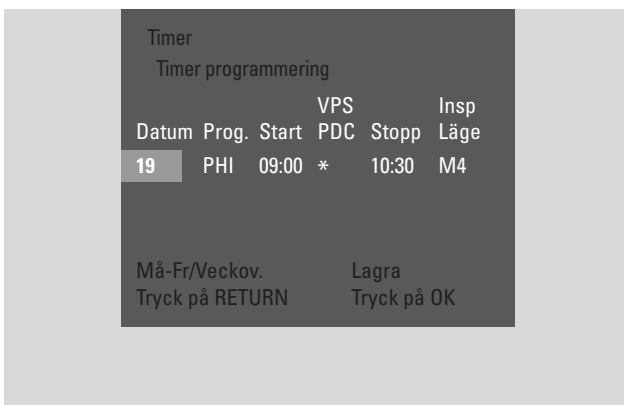 Timer
Timer programmering
VPS Insp
Datum Prog. Start PDC Stopp Läge
19 PHI 09:00 * 10:30 M4
Må-Fr/Veckov. Lagra
Tryck på RETURN Tryck på OK